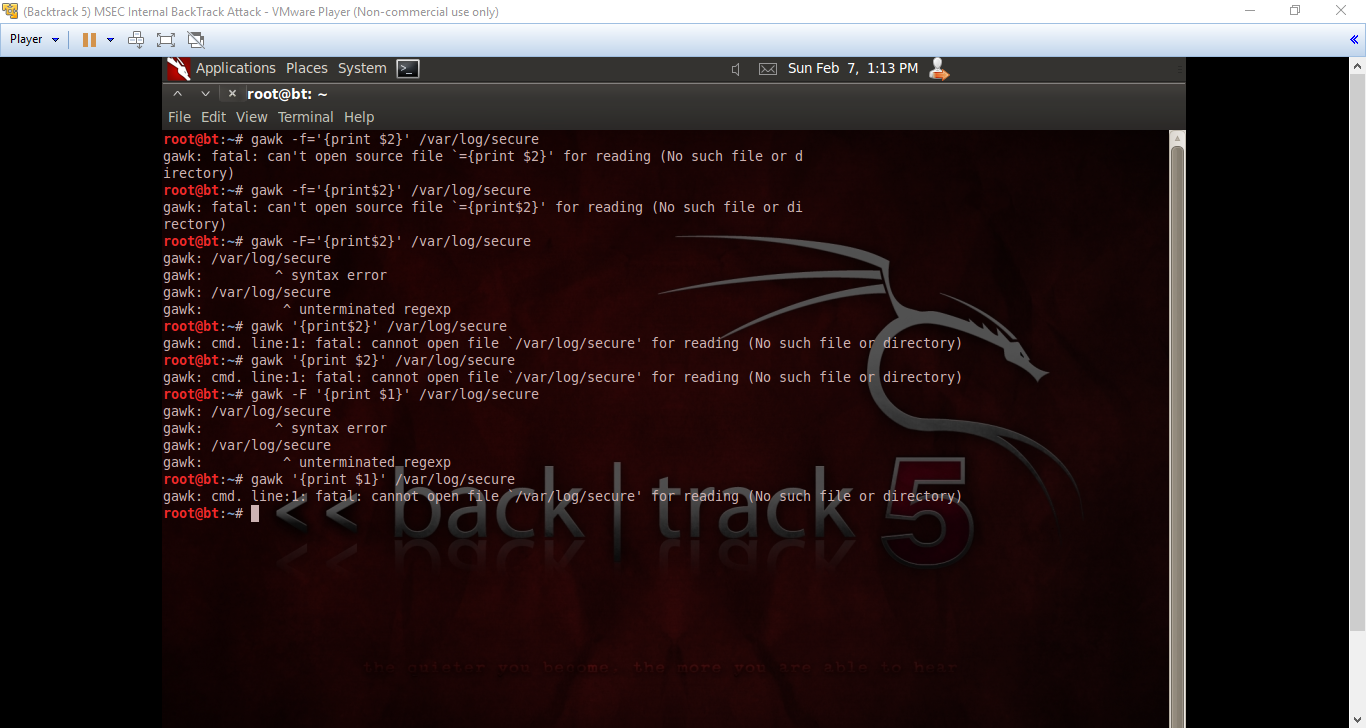 (Backtrack 5) MSEC Internal BackTrack Attack - VMware Player (Non-commercial use only)
Player
Applications Places System Sun Feb 7, 1:13 PM
root@bt: ~
File Edit View Terminal Help
root@bt:~# gawk -f='{print $2}' /var/log/secure
gawk: fatal: can't open source file `={print $2}' for reading (No such file or d
irectory)
root@bt:~# gawk -f='{print$2}' /var/log/secure
gawk: fatal: can't open source file `={print$2}' for reading (No such file or di
rectory)
root@bt:~# gawk -F='{print$2}' /var/log/secure
gawk: /var/log/secure
gawk:         ^ syntax error
gawk: /var/log/secure
gawk:          ^ unterminated regexp
root@bt:~# gawk '{print$2}' /var/log/secure
gawk: cmd. line:1: fatal: cannot open file `/var/log/secure' for reading (No such file or directory)
root@bt:~# gawk '{print $2}' /var/log/secure
gawk: cmd. line:1: fatal: cannot open file `/var/log/secure' for reading (No such file or directory)
root@bt:~# gawk -F '{print $1}' /var/log/secure
gawk: /var/log/secure
gawk:         ^ syntax error
gawk: /var/log/secure
gawk:          ^ unterminated regexp
root@bt:~# gawk '{print $1}' /var/log/secure
gawk: cmd. line:1: fatal: cannot open file `/var/log/secure' for reading (No such file or directory)
root@bt:~#
<< back | track 5
the quieter you become, the more you are able to hear